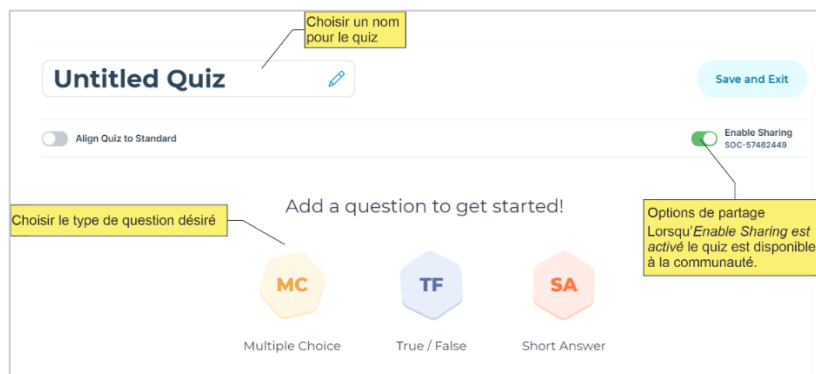 Choisir un nom
pour le quiz
Untitled Quiz
Save and Exit
Align Quiz to Standard
Enable Sharing
SOC-57462449
Add a question to get started!
Choisir le type de question désiré
Options de partage
Lorsqu'Enable Sharing est
activé le quiz est disponible
à la communauté.
MC
TF
SA
Multiple Choice
True / False
Short Answer